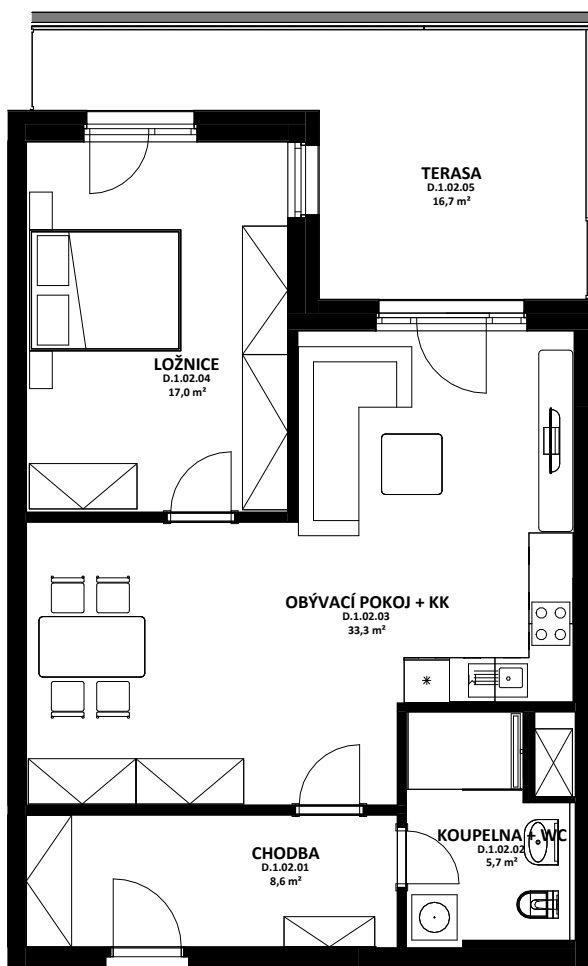 TERASA
D.1.02.05
16,7 m²
LOŽNICE
D.1.02.04
17,0 m²
OBÝVACÍ POKOJ + KK
D.1.02.03
33,3 m²
KOUPELNA + WC
D.1.02.02
5,7 m²
CHODBA
D.1.02.01
8,6 m²